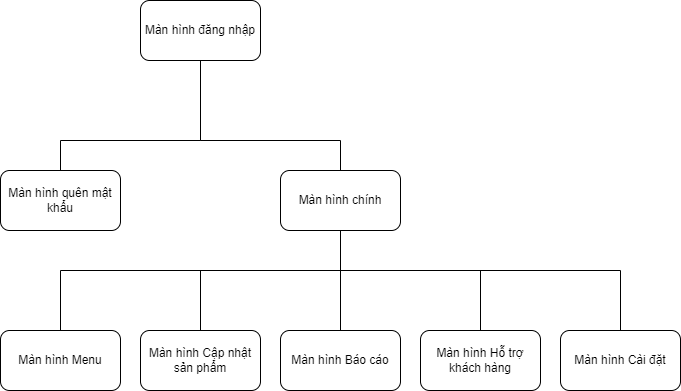 Màn hình đăng nhập
Màn hình quên mật
khẩu
Màn hình chính
Màn hình Menu
Màn hình Cập nhật
sản phẩm
Màn hình Báo cáo
Màn hình Hỗ trợ
khách hàng
Màn hình Cài đặt